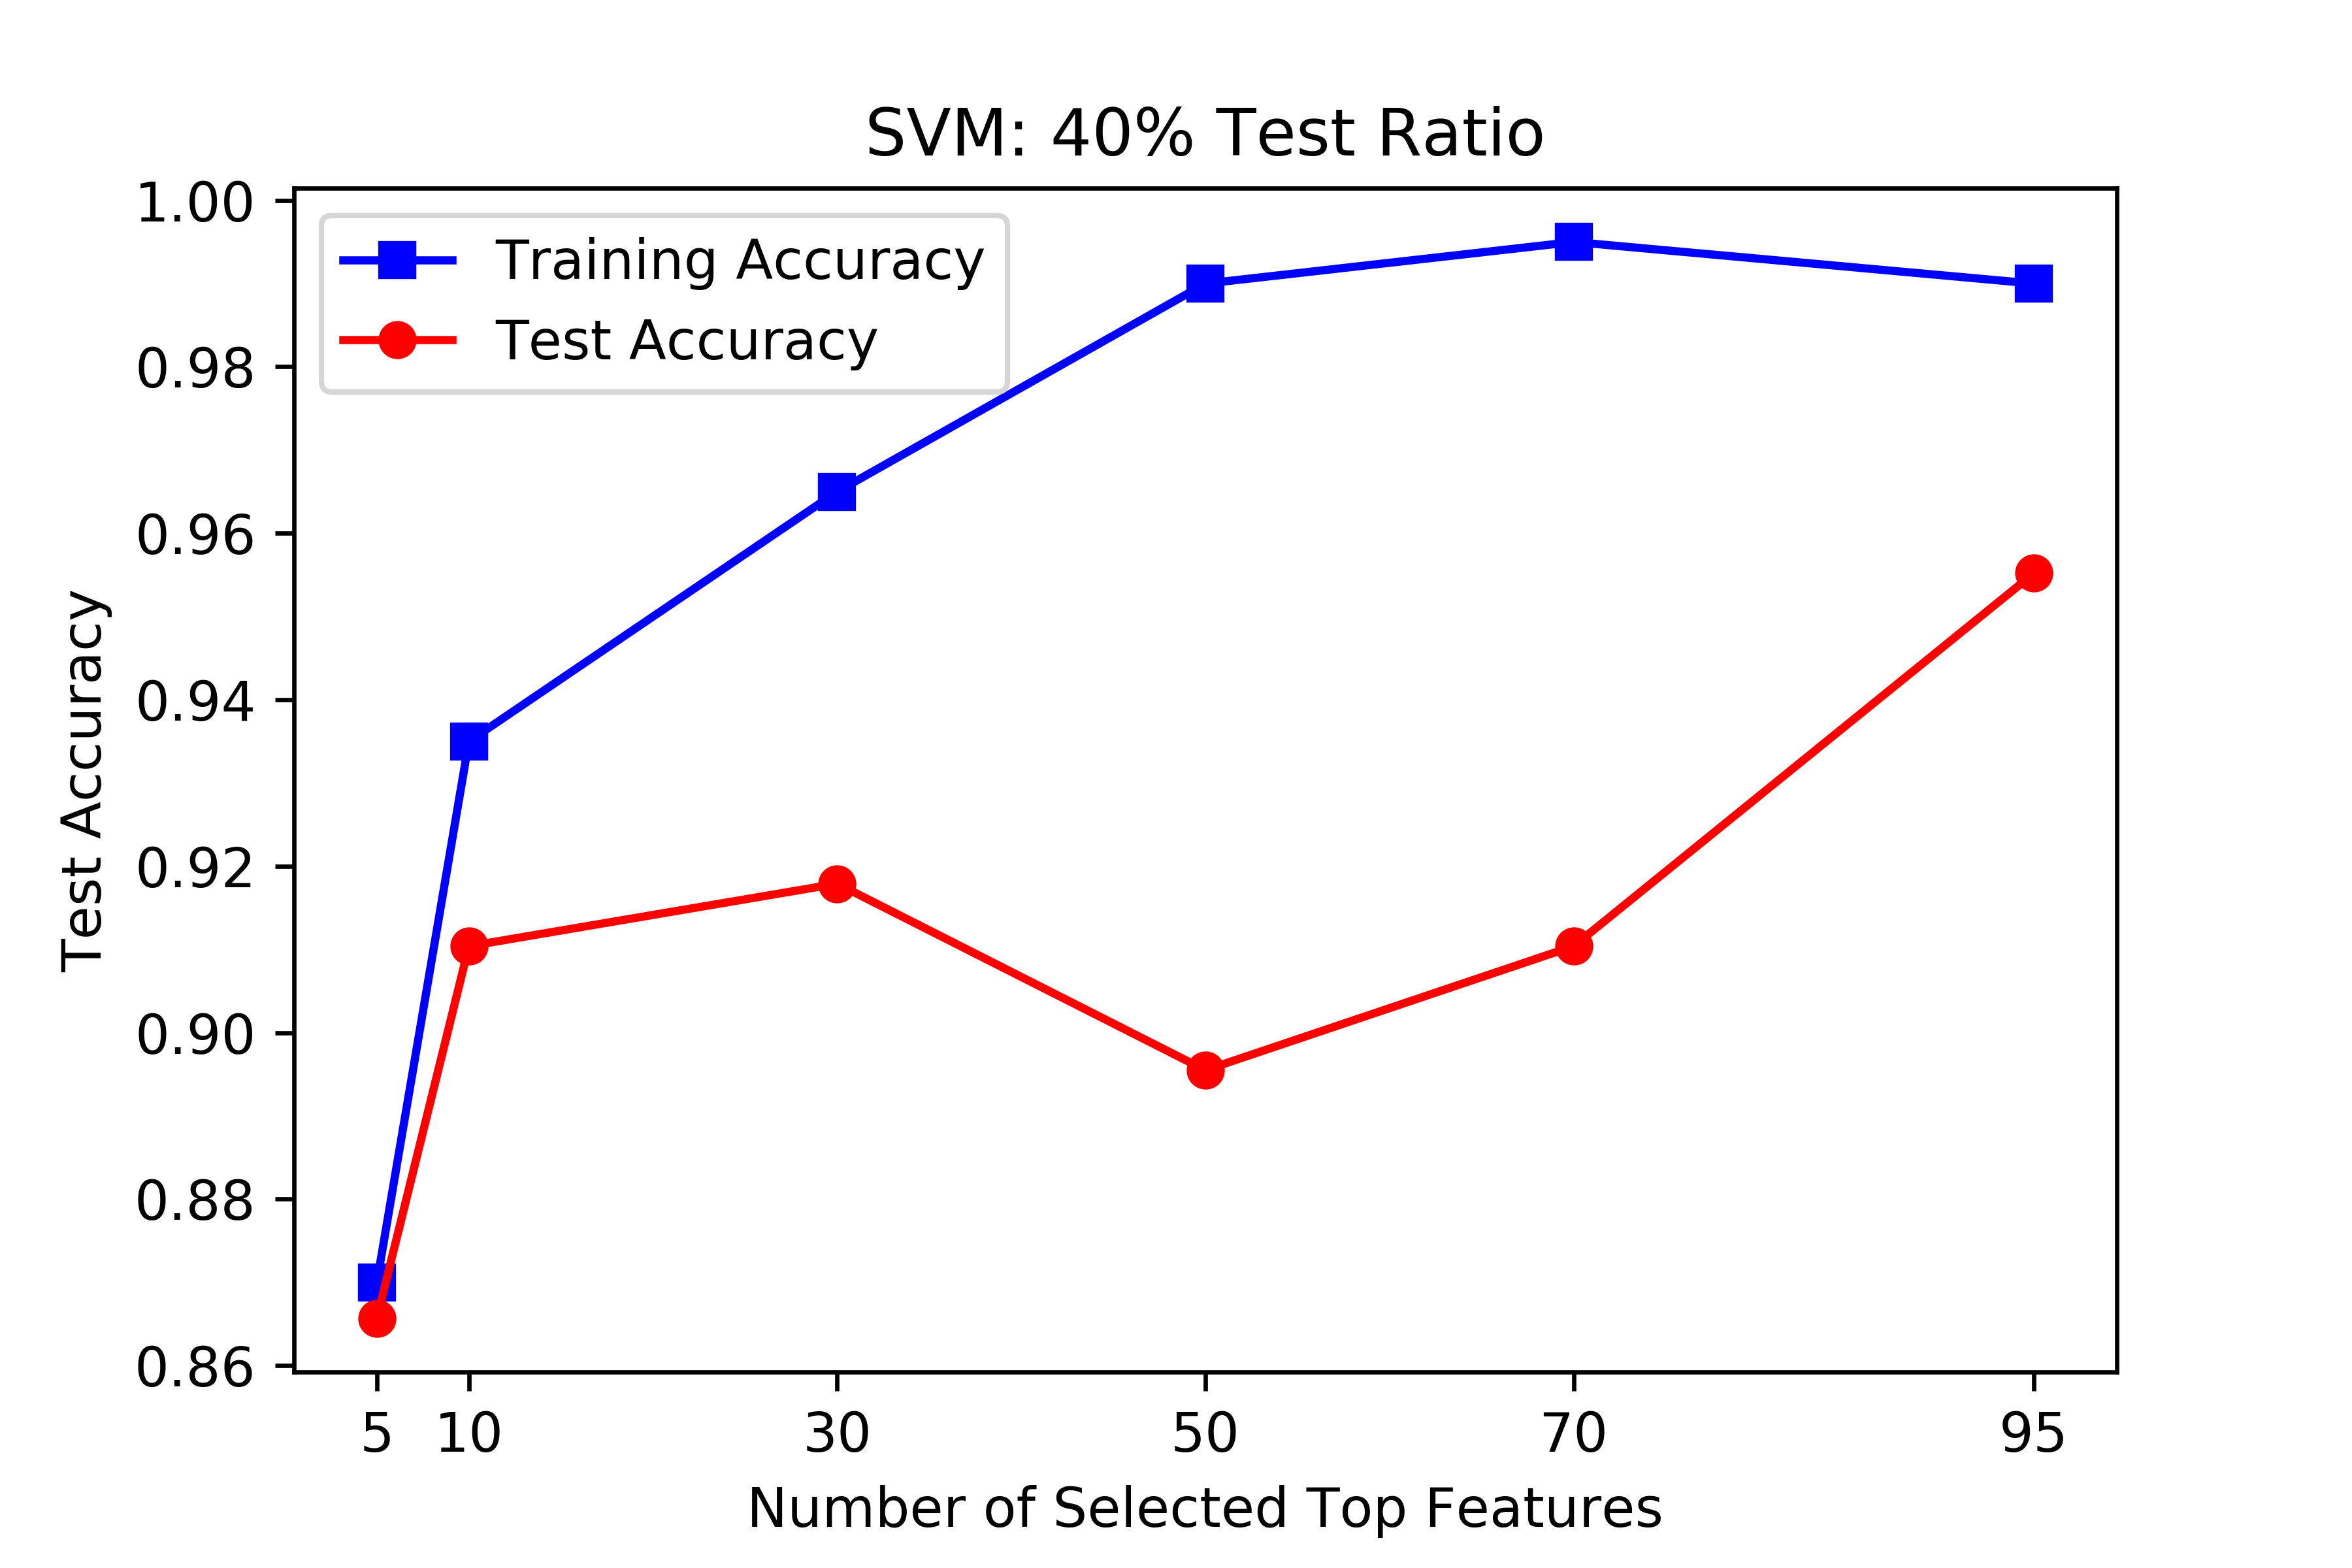 SVM: 40% Test Ratio
1.00
0.98
0.96
0.94
0.92
0.90
0.88
0.86
Test Accuracy
Training Accuracy
Test Accuracy
5 10 30 50 70 95
Number of Selected Top Features